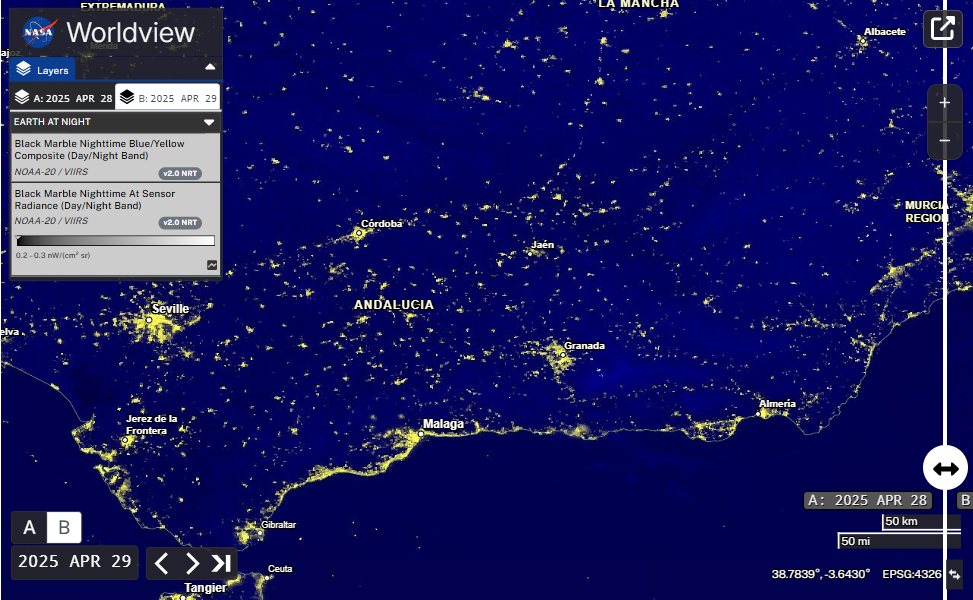 EXTREMADURA
LA MANCHA
NASA Worldview
Mérida
Albacete
Layers
A: 2025 APR 28
B: 2025 APR 29
EARTH AT NIGHT
Black Marble Nighttime Blue/Yellow
Composite (Day/Night Band)
NOAA-20 / VIIRS
v2.0 NRT
Black Marble Nighttime At Sensor
Radiance (Day/Night Band)
NOAA-20 / VIIRS
v2.0 NRT
0.2 - 0.3 nW/(cm² sr)
+
−
MURCIA
REGION
Córdoba
Jaén
ANDALUCIA
Seville
elva
Granada
Almería
Jerez de la
Frontera
Malaga
A: 2025 APR 28
B
A
B
Gibraltar
50 km
50 mi
2025 APR 29
Ceuta
38.7839°, -3.6430°
EPSG:4326
Tangier